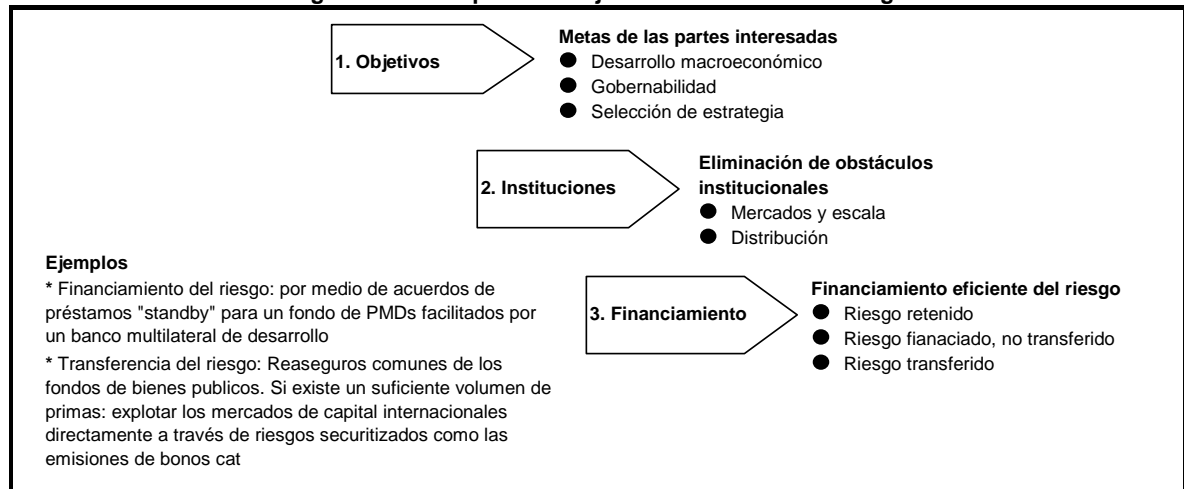 1. Objetivos
Metas de las partes interesadas
● Desarrollo macroeconómico
● Gobernabilidad
● Selección de estrategia
2. Instituciones
Eliminación de obstáculos
institucionales
● Mercados y escala
● Distribución
Ejemplos
* Financiamiento del riesgo: por medio de acuerdos de
préstamos "standby" para un fondo de PMDs facilitados por
un banco multilateral de desarrollo
* Transferencia del riesgo: Reaseguros comunes de los
fondos de bienes publicos. Si existe un suficiente volumen de
primas: explotar los mercados de capital internacionales
directamente a través de riesgos securitizados como las
emisiones de bonos cat
3. Financiamiento
Financiamiento eficiente del riesgo
● Riesgo retenido
● Riesgo fianaciado, no transferido
● Riesgo transferido